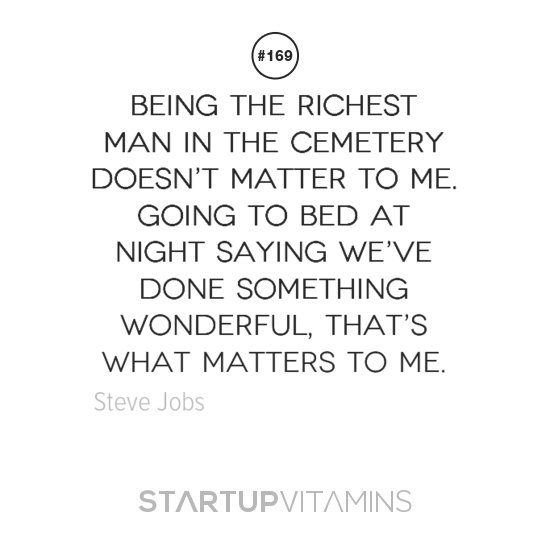 #169
BEING THE RICHEST
MAN IN THE CEMETERY
DOESN'T MATTER TO ME.
GOING TO BED AT
NIGHT SAYING WE'VE
DONE SOMETHING
WONDERFUL, THAT'S
WHAT MATTERS TO ME.
Steve Jobs
STARTUPVITAMINS